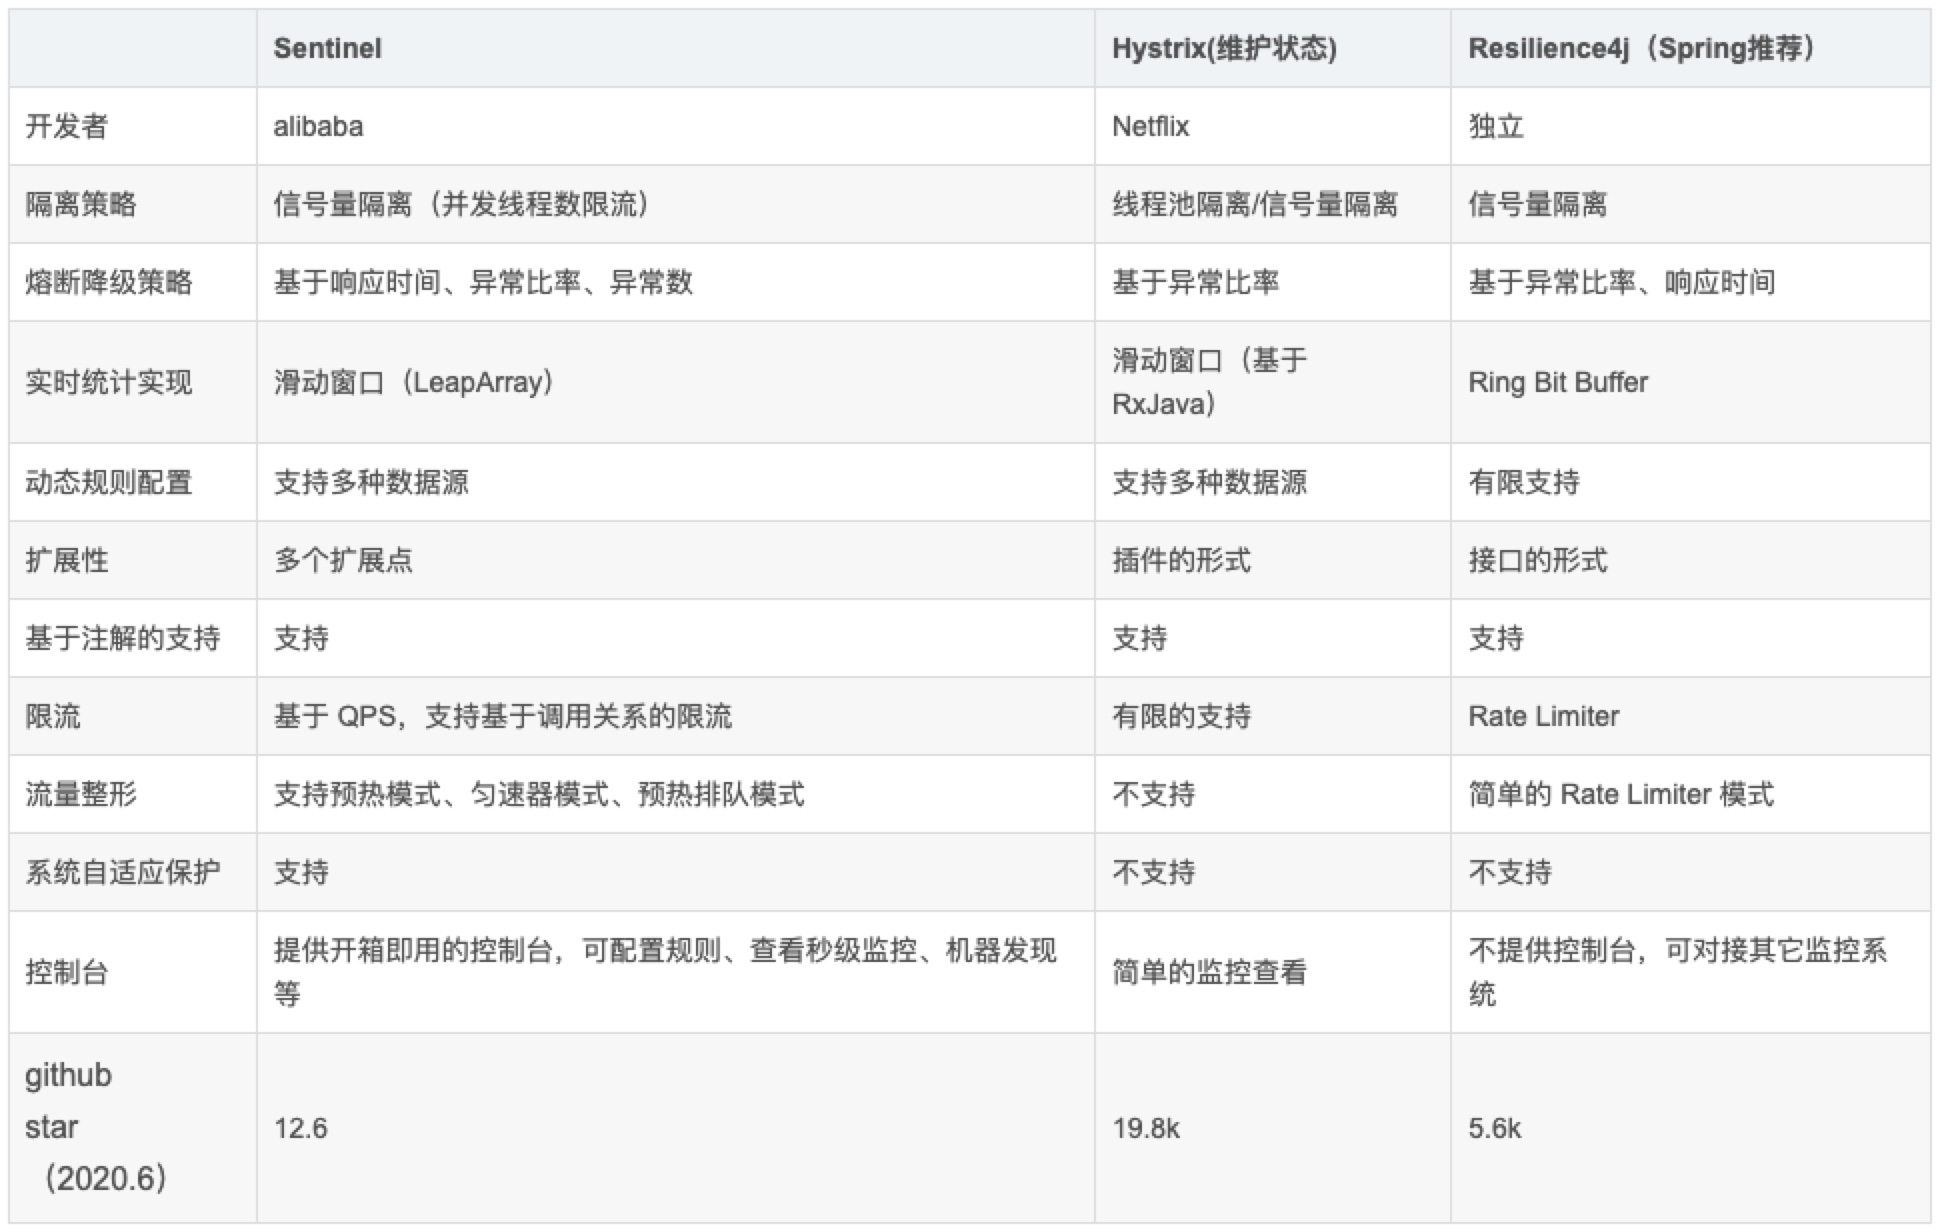 Sentinel
Hystrix(维护状态)
Resilience4j（Spring推荐）
开发者
alibaba
Netflix
独立
隔离策略
信号量隔离（并发线程数限流）
线程池隔离/信号量隔离
信号量隔离
熔断降级策略
基于响应时间、异常比率、异常数
基于异常比率
基于异常比率、响应时间
实时统计实现
滑动窗口（LeapArray）
滑动窗口（基于
RxJava）
Ring Bit Buffer
动态规则配置
支持多种数据源
支持多种数据源
有限支持
扩展性
多个扩展点
插件的形式
接口的形式
基于注解的支持
支持
支持
支持
限流
基于 QPS，支持基于调用关系的限流
有限的支持
Rate Limiter
流量整形
支持预热模式、匀速器模式、预热排队模式
不支持
简单的 Rate Limiter 模式
系统自适应保护
支持
不支持
不支持
控制台
提供开箱即用的控制台，可配置规则、查看秒级监控、机器发现
等
简单的监控查看
不提供控制台，可对接其它监控系
统
github
star
（2020.6）
12.6
19.8k
5.6k